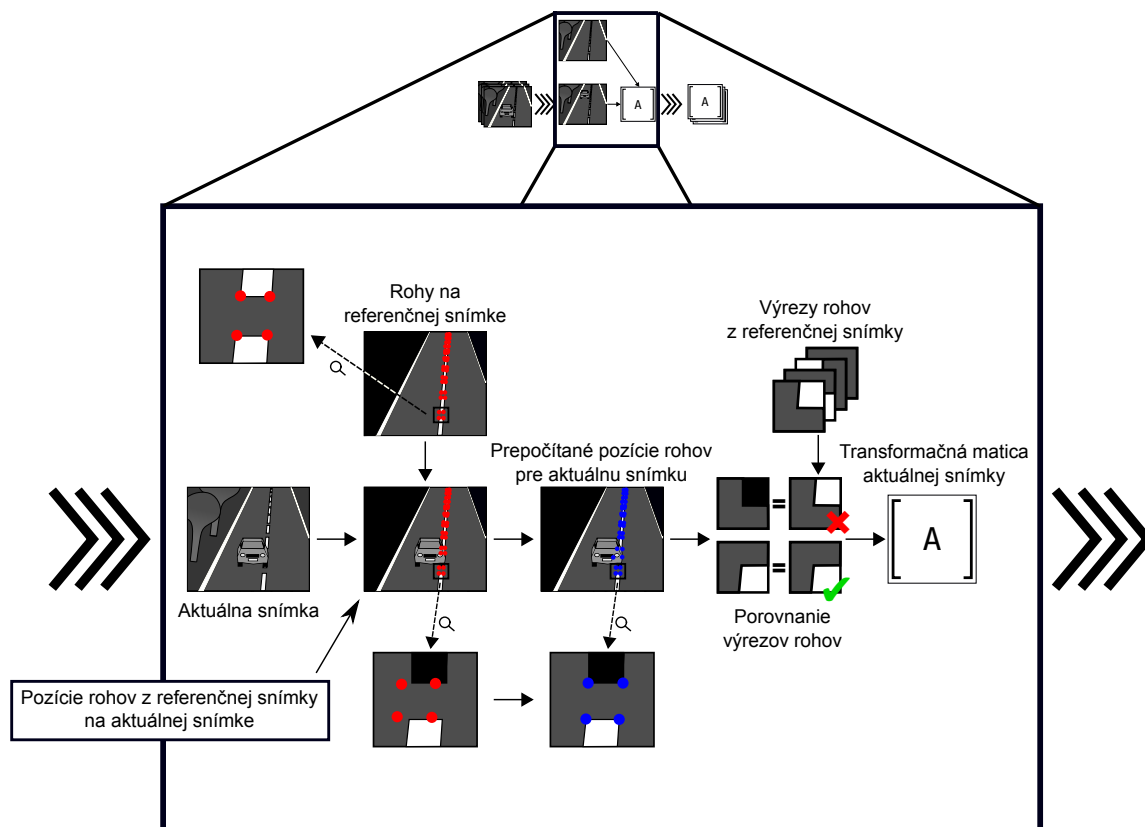 A
A
Rohy na
referenčnej snímke
Výrezy rohov
z referenčnej snímky
Prepočítané pozície rohov
pre aktuálnu snímku
Transformačná matica
aktuálnej snímky
=
A
=
Aktuálna snímka
Porovnanie
výrezov rohov
Pozície rohov z referenčnej snímky
na aktuálnej snímke